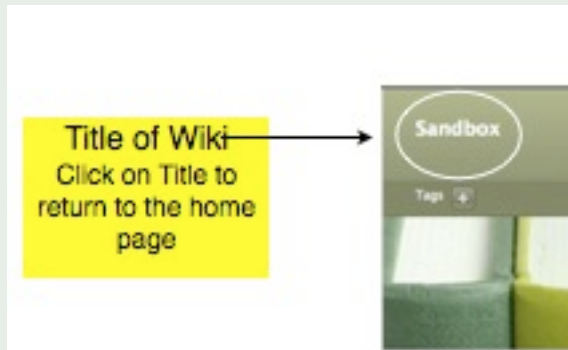 Title of Wiki
Click on Title to
return to the home
page
Sandbox
Tags +